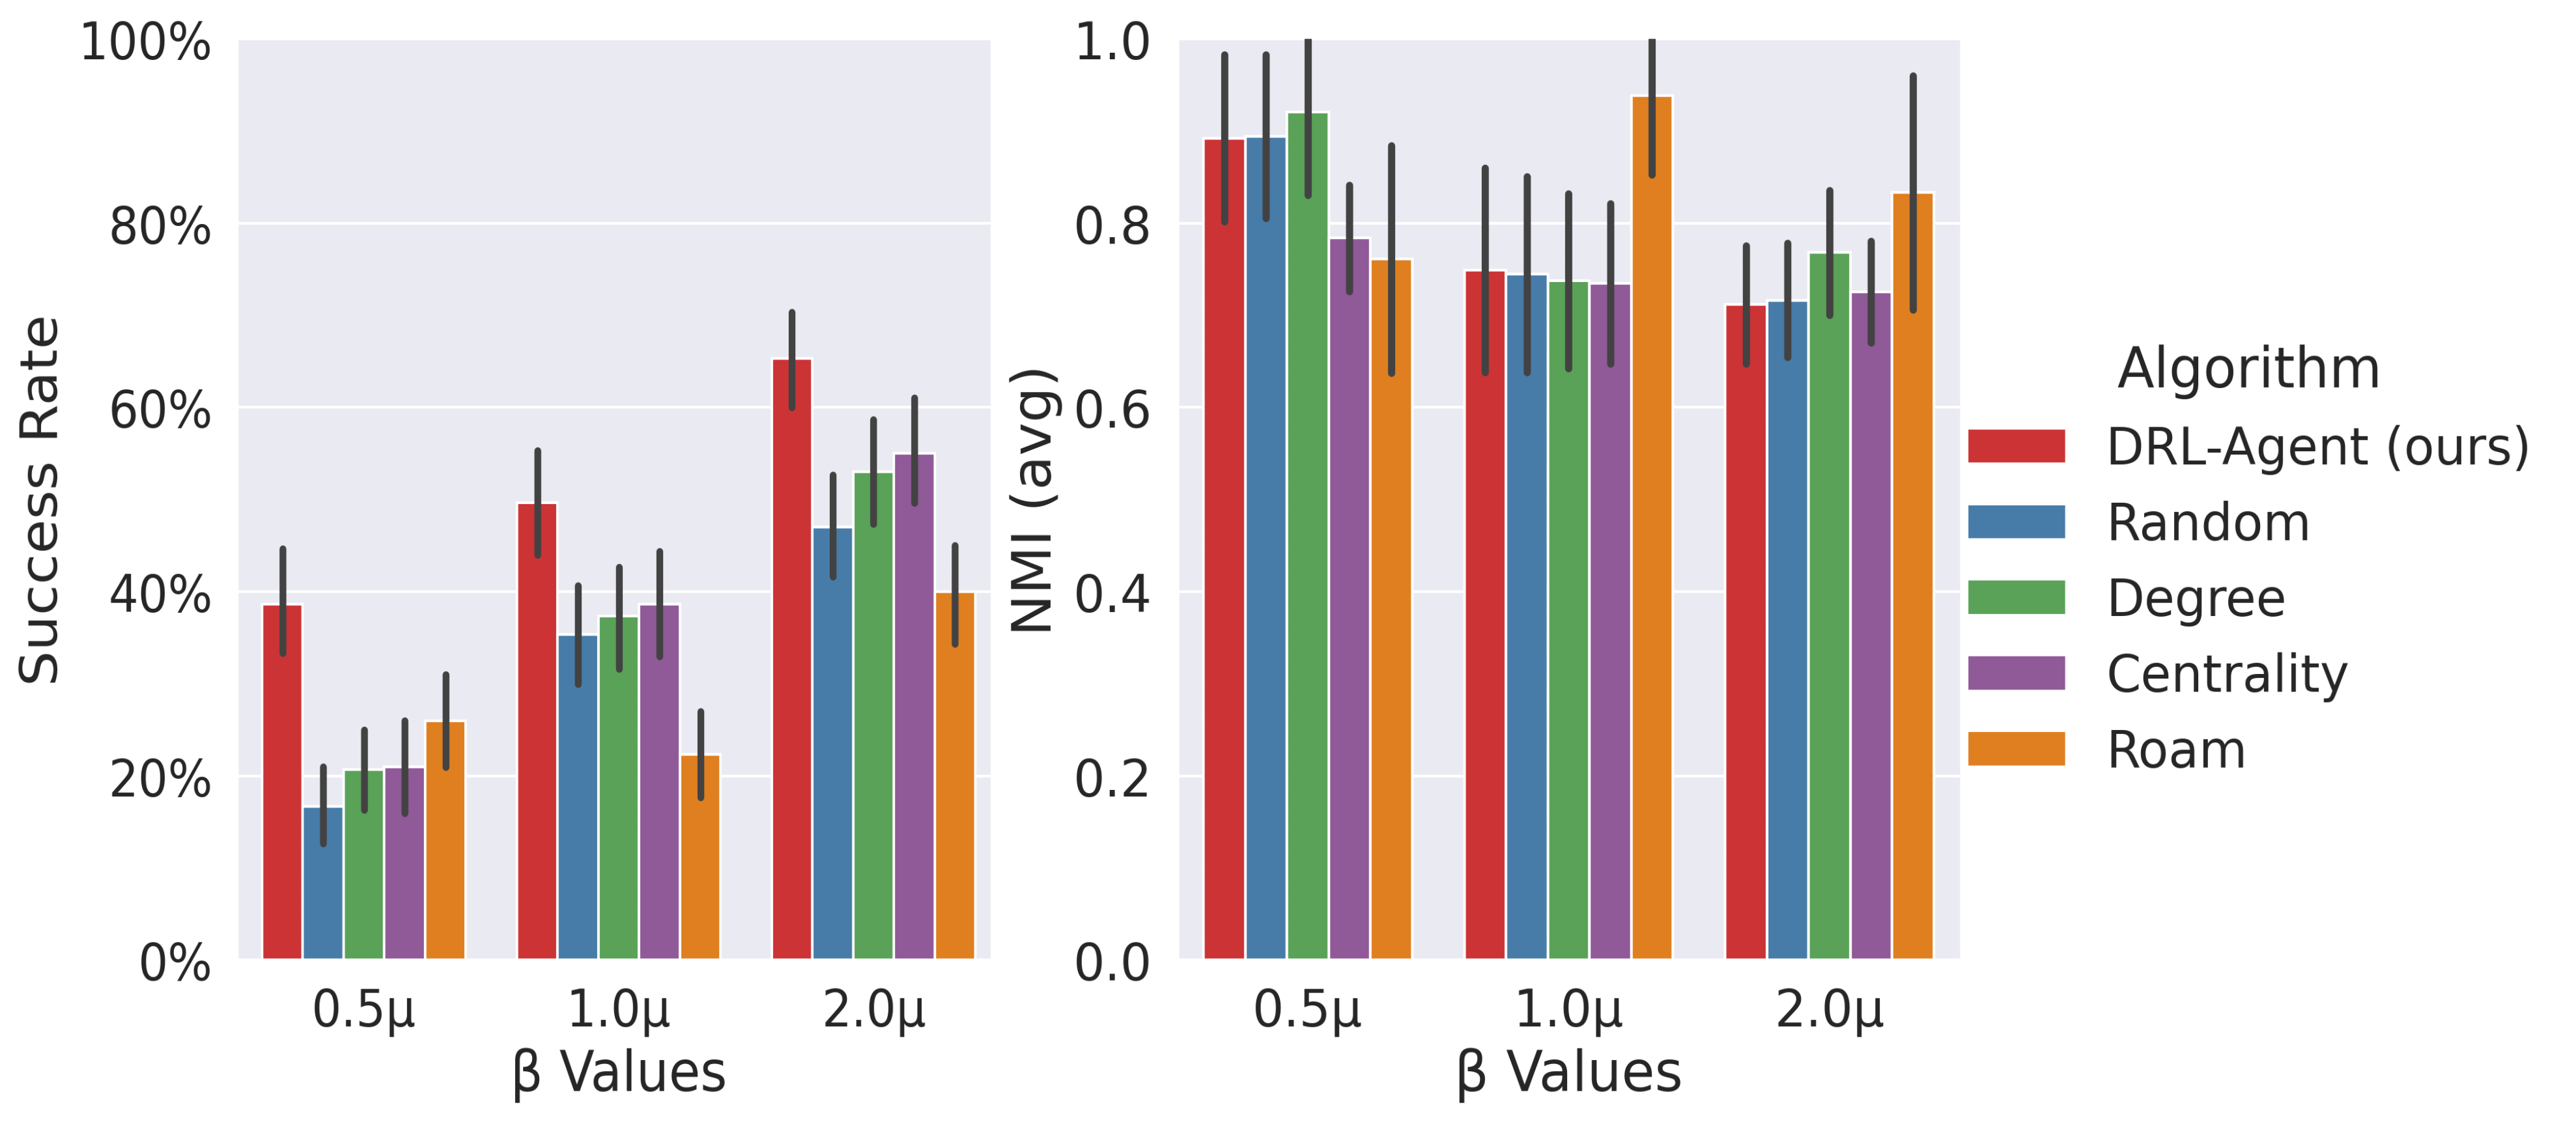 100%
80%
60%
40%
20%
0%
Success Rate
0.5µ 1.0µ 2.0µ
β Values
1.0
0.8
0.6
0.4
0.2
0.0
NMI (avg)
0.5µ 1.0µ 2.0µ
β Values
Algorithm
DRL-Agent (ours)
Random
Degree
Centrality
Roam